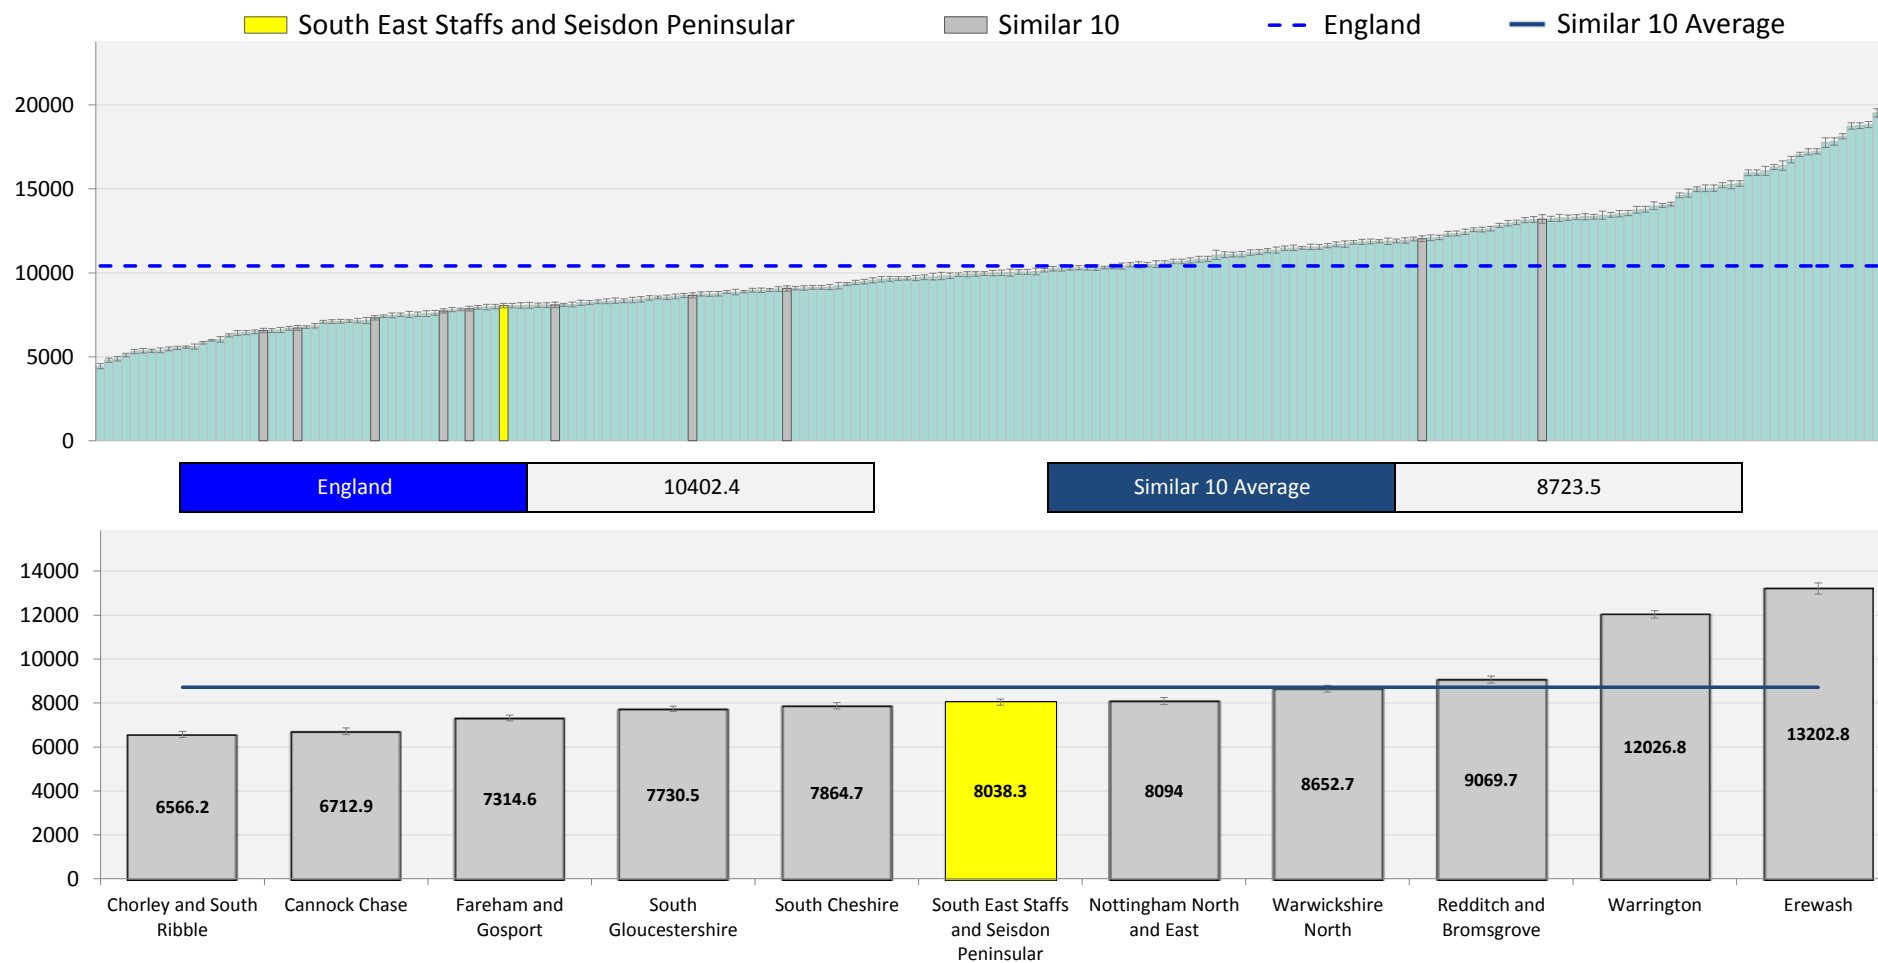 South East Staffs and Seisdon Peninsular
Similar 10
England
Similar 10 Average
20000
15000
10000
5000
0
England
10402.4
Similar 10 Average
8723.5
14000
12000
10000
8000
6000
4000
2000
0
6566.2
6712.9
7314.6
7730.5
7864.7
8038.3
8094
8652.7
9069.7
12026.8
13202.8
Chorley and South
Ribble
Cannock Chase
Fareham and
Gosport
South
Gloucestershire
South Cheshire
South East Staffs
and Seisdon
Peninsular
Nottingham North
and East
Warwickshire
North
Redditch and
Bromsgrove
Warrington
Erewash